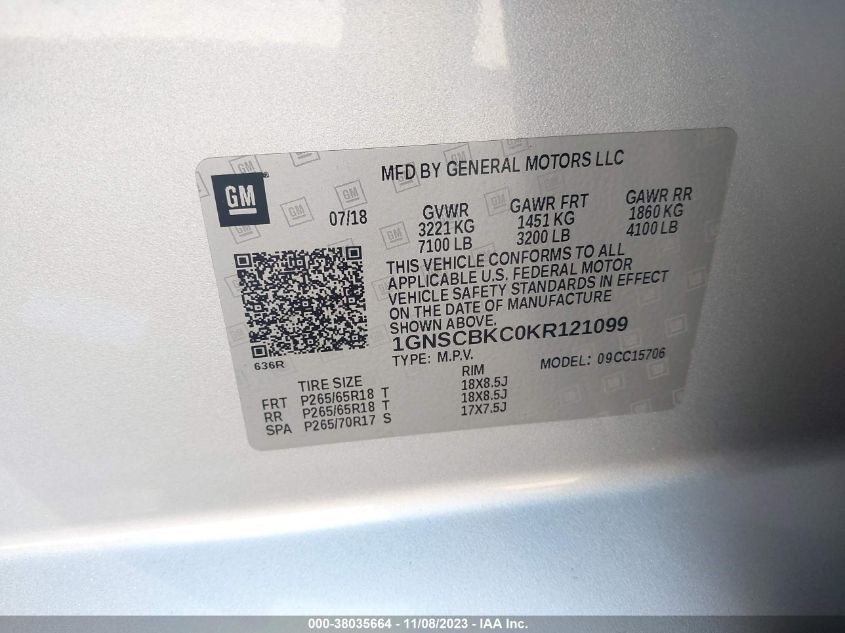 MFD BY GENERAL MOTORS LLC
GM
07/18
GVWR GAWR FRT GAWR RR
3221 KG 1451 KG 1860 KG
7100 LB 3200 LB 4100 LB
THIS VEHICLE CONFORMS TO ALL
APPLICABLE U.S. FEDERAL MOTOR
VEHICLE SAFETY STANDARDS IN EFFECT
ON THE DATE OF MANUFACTURE
SHOWN ABOVE.
1GNSCBKC0KR121099
TYPE: M.P.V. MODEL: 09CC15706
636R
TIRE SIZE RIM
FRT P265/65R18 T 18X8.5J
RR P265/65R18 T 18X8.5J
SPA P265/70R17 S 17X7.5J
000-38035664 - 11/08/2023 - IAA Inc.